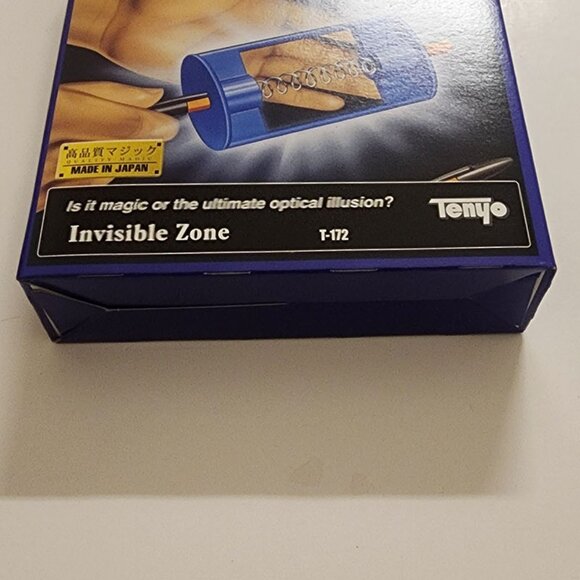 高品質マジック
QUALITY MAGIC
MADE IN JAPAN
Is it magic or the ultimate optical illusion?
Tenyo
Invisible Zone T-172